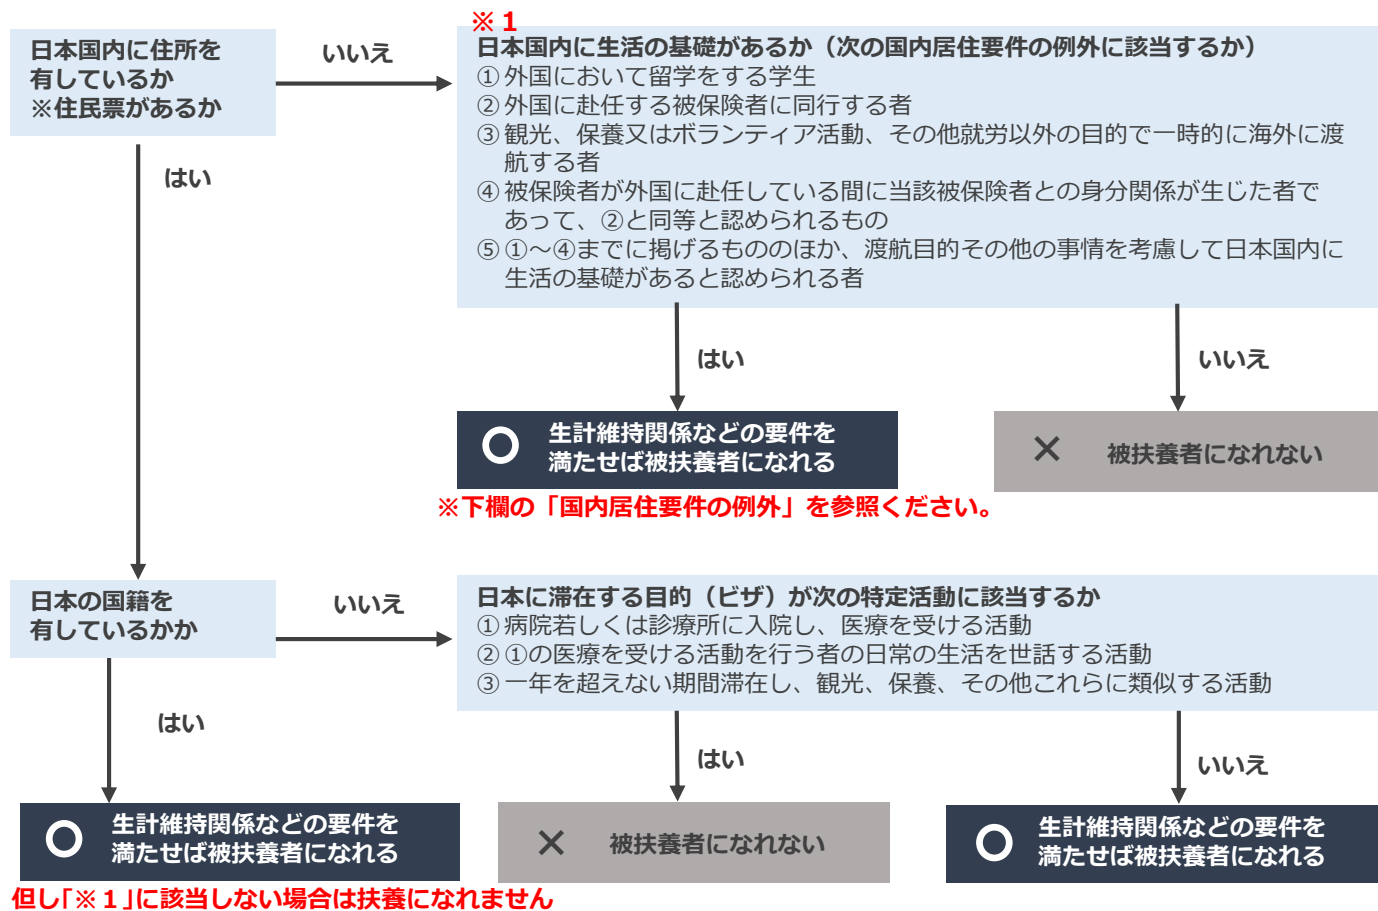 日本国内に住所を
有しているか
※住民票があるか
いいえ
はい
※１
日本国内に生活の基礎があるか（次の国内居住要件の例外に該当するか）
① 外国において留学をする学生
② 外国に赴任する被保険者に同行する者
③ 観光、保養又はボランティア活動、その他就労以外の目的で一時的に海外に渡
航する者
④ 被保険者が外国に赴任している間に当該被保険者との身分関係が生じた者で
あって、②と同等と認められるもの
⑤ ①～④までに掲げるもののほか、渡航目的その他の事情を考慮して日本国内に
生活の基礎があると認められる者
はい
いいえ
○ 生計維持関係などの要件を
満たせば被扶養者になれる
× 被扶養者になれない
※下欄の「国内居住要件の例外」を参照ください。
日本の国籍を
有しているかか
いいえ
はい
日本に滞在する目的（ビザ）が次の特定活動に該当するか
① 病院若しくは診療所に入院し、医療を受ける活動
② ①の医療を受ける活動を行う者の日常の生活を世話する活動
③ 一年を超えない期間滞在し、観光、保養、その他これらに類似する活動
はい
いいえ
○ 生計維持関係などの要件を
満たせば被扶養者になれる
× 被扶養者になれない
○ 生計維持関係などの要件を
満たせば被扶養者になれる
但し「※１」に該当しない場合は扶養になれません